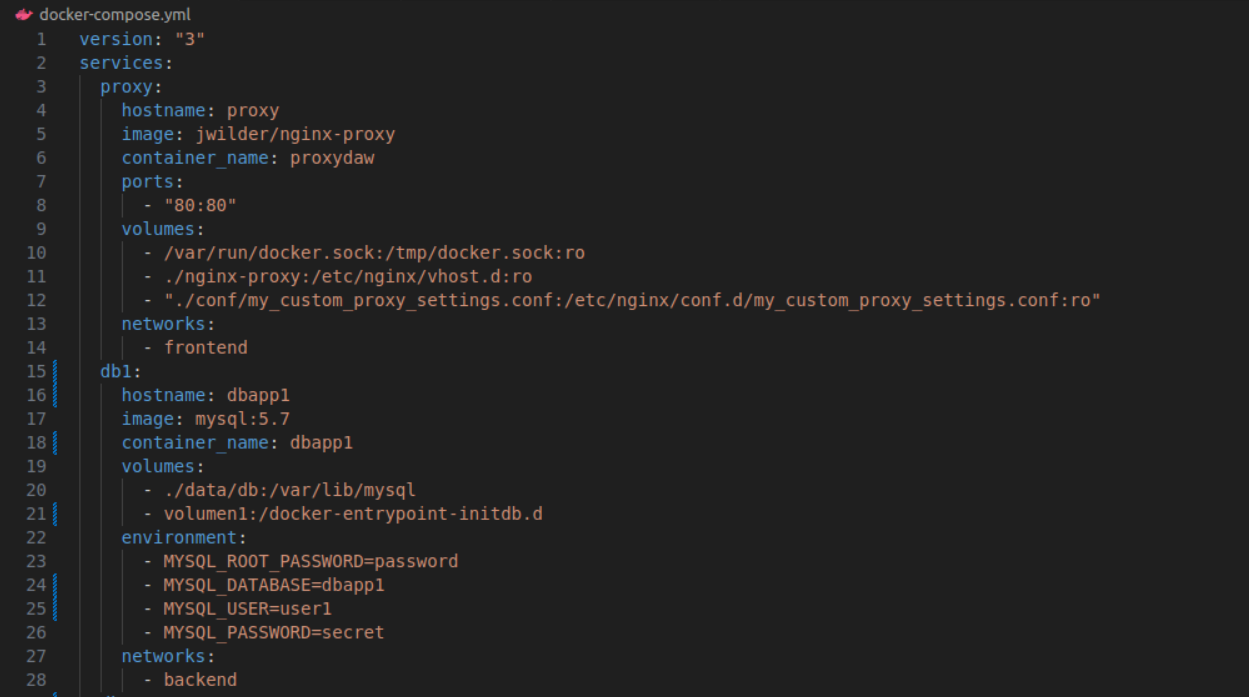 docker-compose.yml
1 version: "3"
2 services:
3   proxy:
4     hostname: proxy
5     image: jwilder/nginx-proxy
6     container_name: proxydaw
7     ports:
8       - "80:80"
9     volumes:
10       - /var/run/docker.sock:/tmp/docker.sock:ro
11       - ./nginx-proxy:/etc/nginx/vhost.d:ro
12       - "./conf/my_custom_proxy_settings.conf:/etc/nginx/conf.d/my_custom_proxy_settings.conf:ro"
13     networks:
14       - frontend
15   db1:
16     hostname: dbapp1
17     image: mysql:5.7
18     container_name: dbapp1
19     volumes:
20       - ./data/db:/var/lib/mysql
21       - volumen1:/docker-entrypoint-initdb.d
22     environment:
23       - MYSQL_ROOT_PASSWORD=password
24       - MYSQL_DATABASE=dbapp1
25       - MYSQL_USER=user1
26       - MYSQL_PASSWORD=secret
27     networks:
28       - backend